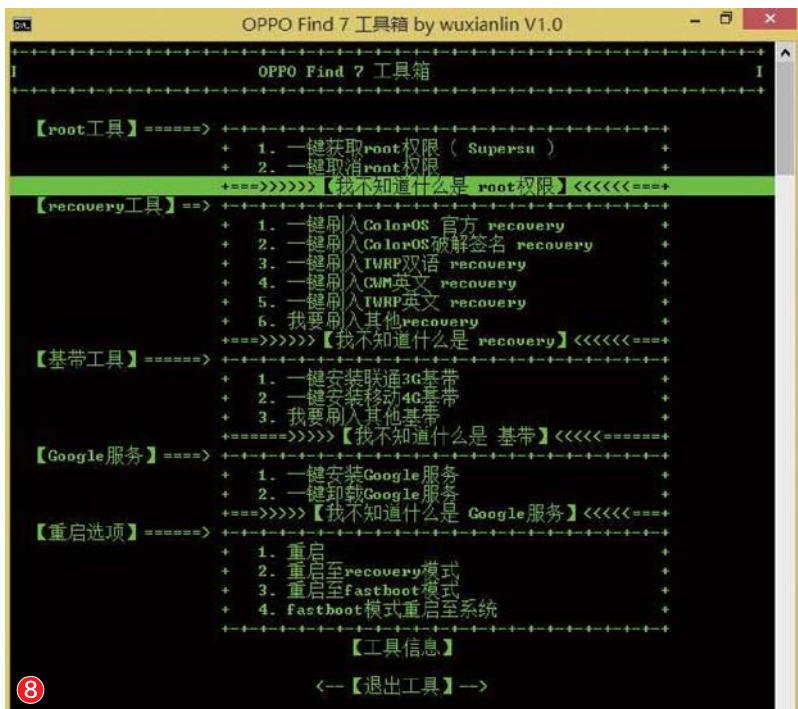 OPPO Find 7 工具箱 by wuxianlin V1.0
+-+-+-+-+-+-+-+-+-+-+-+-+-+-+-+-+-+-+-+-+-+-+-+-+-+-+-+-+-+-+-+
I OPPO Find 7 工具箱 I
+-+-+-+-+-+-+-+-+-+-+-+-+-+-+-+-+-+-+-+-+-+-+-+-+-+-+-+-+-+-+-+
【root工具】======> +-+-+-+-+-+-+-+-+-+-+-+-+-+-+-+-+-+-+
+ 1. 一键获取root权限 ( Supersu ) +
+ 2. 一键取消root权限 +
+===>>>>>>【我不知道什么是 root权限】<<<<<<===+
【recovery工具】==> +-+-+-+-+-+-+-+-+-+-+-+-+-+-+-+-+-+-+
+ 1. 一键刷入ColorOS 官方 recovery +
+ 2. 一键刷入ColorOS破解签名 recovery +
+ 3. 一键刷入TWRP双语 recovery +
+ 4. 一键刷入CWM英文 recovery +
+ 5. 一键刷入TWRP英文 recovery +
+ 6. 我要刷入其他recovery +
+===>>>>>>【我不知道什么是 recovery】<<<<<<===+
【基带工具】======> +-+-+-+-+-+-+-+-+-+-+-+-+-+-+-+-+-+-+
+ 1. 一键安装联通3G基带 +
+ 2. 一键安装移动4G基带 +
+ 3. 我要刷入其他基带 +
+======>>>>>【我不知道什么是 基带】<<<<<======+
【Google服务】====> +-+-+-+-+-+-+-+-+-+-+-+-+-+-+-+-+-+-+
+ 1. 一键安装Google服务 +
+ 2. 一键卸载Google服务 +
+===>>>>>【我不知道什么是 Google服务】<<<<<===+
【重启选项】======> +-+-+-+-+-+-+-+-+-+-+-+-+-+-+-+-+-+-+
+ 1. 重启 +
+ 2. 重启至recovery模式 +
+ 3. 重启至fastboot模式 +
+ 4. fastboot模式重启至系统 +
+-+-+-+-+-+-+-+-+-+-+-+-+-+-+-+-+-+-+
【工具信息】
<--【退出工具】-->
8